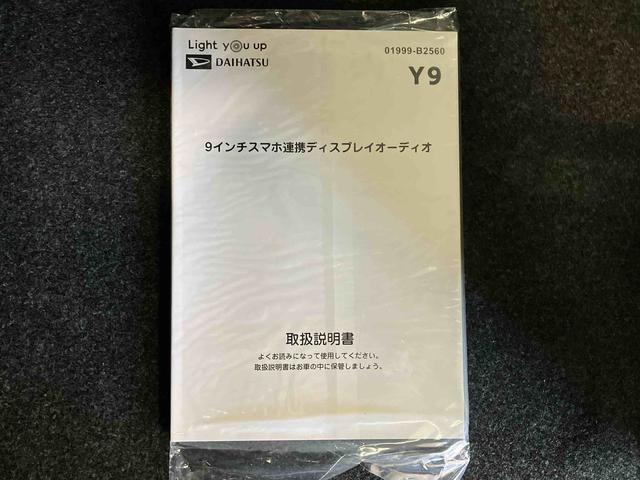 Light you up
DAIHATSU
01999-B2560
Y9
9インチスマホ連携ディスプレイオーディオ
取扱説明書
よくお読みになって使用してください。
取扱説明書はお車の中に保管しましょう。